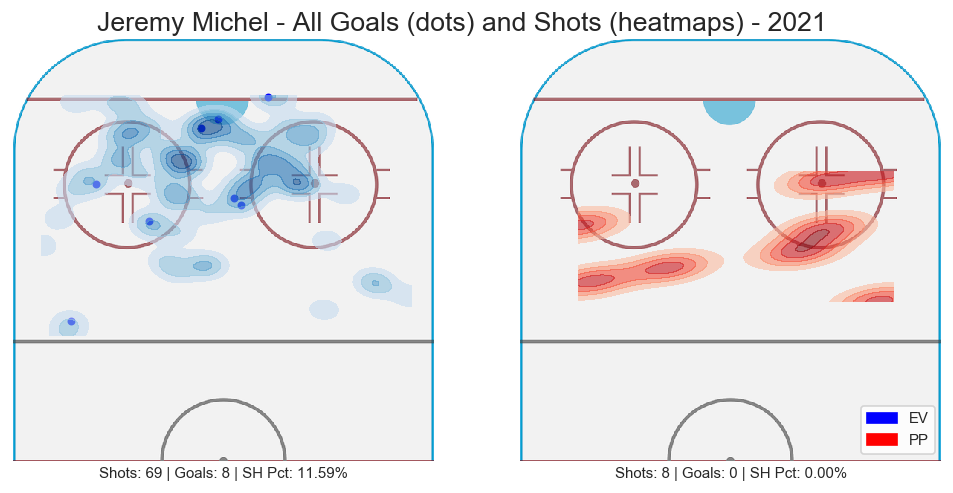 Jeremy Michel - All Goals (dots) and Shots (heatmaps) - 2021
EV
PP
Shots: 69 | Goals: 8 | SH Pct: 11.59%
Shots: 8 | Goals: 0 | SH Pct: 0.00%